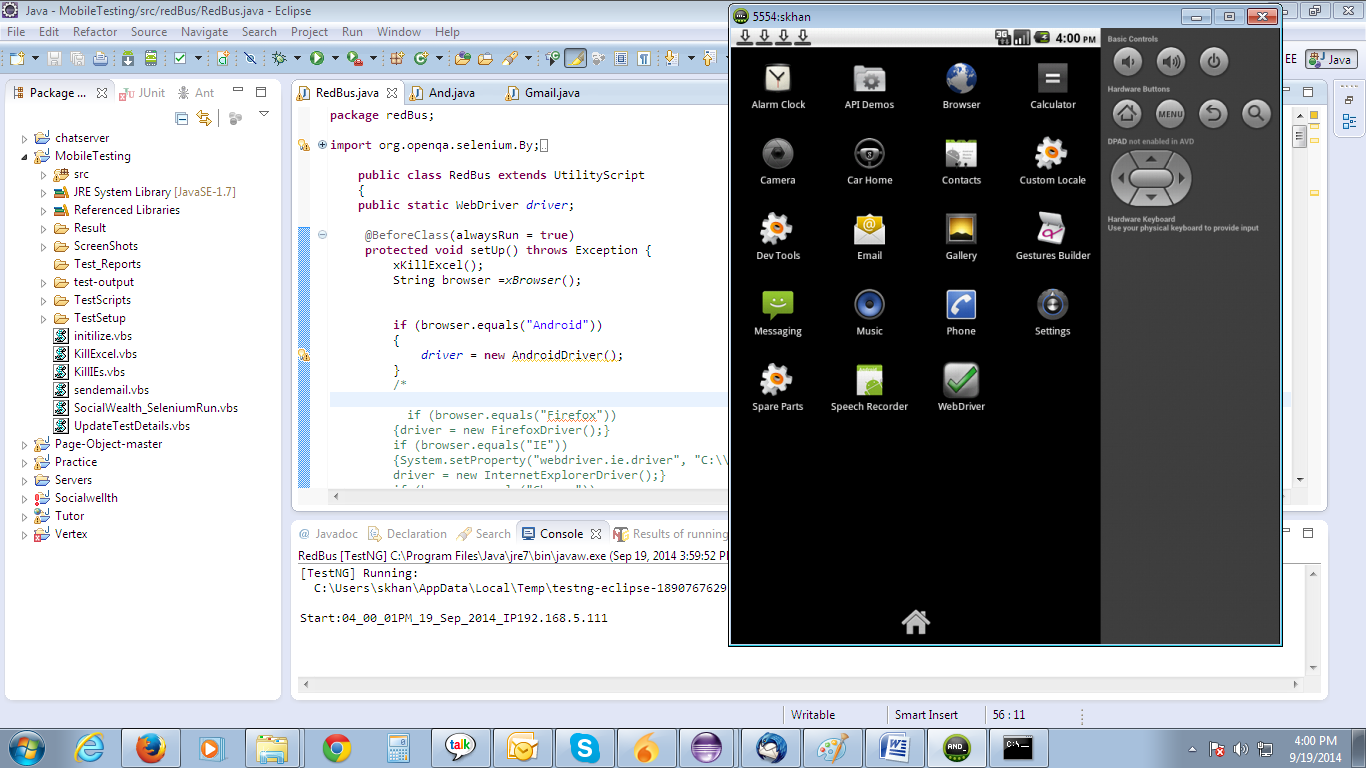 Java - MobileTesting/src/redBus/RedBus.java - Eclipse
File Edit Refactor Source Navigate Search Project Run Window Help
EE Java
Package ... JUnit Ant
chatserver
MobileTesting
src
JRE System Library [JavaSE-1.7]
Referenced Libraries
Result
ScreenShots
Test_Reports
test-output
TestScripts
TestSetup
initilize.vbs
KillExcel.vbs
KillIEs.vbs
sendemail.vbs
SocialWealth_SeleniumRun.vbs
UpdateTestDetails.vbs
Page-Object-master
Practice
Servers
Socialwellth
Tutor
Vertex
RedBus.java And.java Gmail.java
package redBus;
import org.openqa.selenium.By;
public class RedBus extends UtilityScript
{
public static WebDriver driver;
@BeforeClass(alwaysRun = true)
protected void setUp() throws Exception {
xKillExcel();
String browser =xBrowser();
if (browser.equals("Android"))
{
driver = new AndroidDriver();
}
/*
if (browser.equals("Firefox"))
{driver = new FirefoxDriver();}
if (browser.equals("IE"))
{System.setProperty("webdriver.ie.driver", "C:\\
driver = new InternetExplorerDriver();}
Javadoc Declaration Search Console Results of running
RedBus [TestNG] C:\Program Files\Java\jre7\bin\javaw.exe (Sep 19, 2014 3:59:52 PM
[TestNG] Running:
C:\Users\skhan\AppData\Local\Temp\testng-eclipse-1890767629
Start:04_00_01PM_19_Sep_2014_IP192.168.5.111
Writable Smart Insert 56 : 11
5554:skhan
3G 4:00 PM
Alarm Clock API Demos Browser Calculator
Camera Car Home Contacts Custom Locale
Dev Tools Email Gallery Gestures Builder
Messaging Music Phone Settings
Spare Parts Speech Recorder WebDriver
Basic Controls
Hardware Buttons
MENU
DPAD not enabled in AVD
Hardware Keyboard
Use your physical keyboard to provide input
talk
AND_
C:\_
4:00 PM
9/19/2014